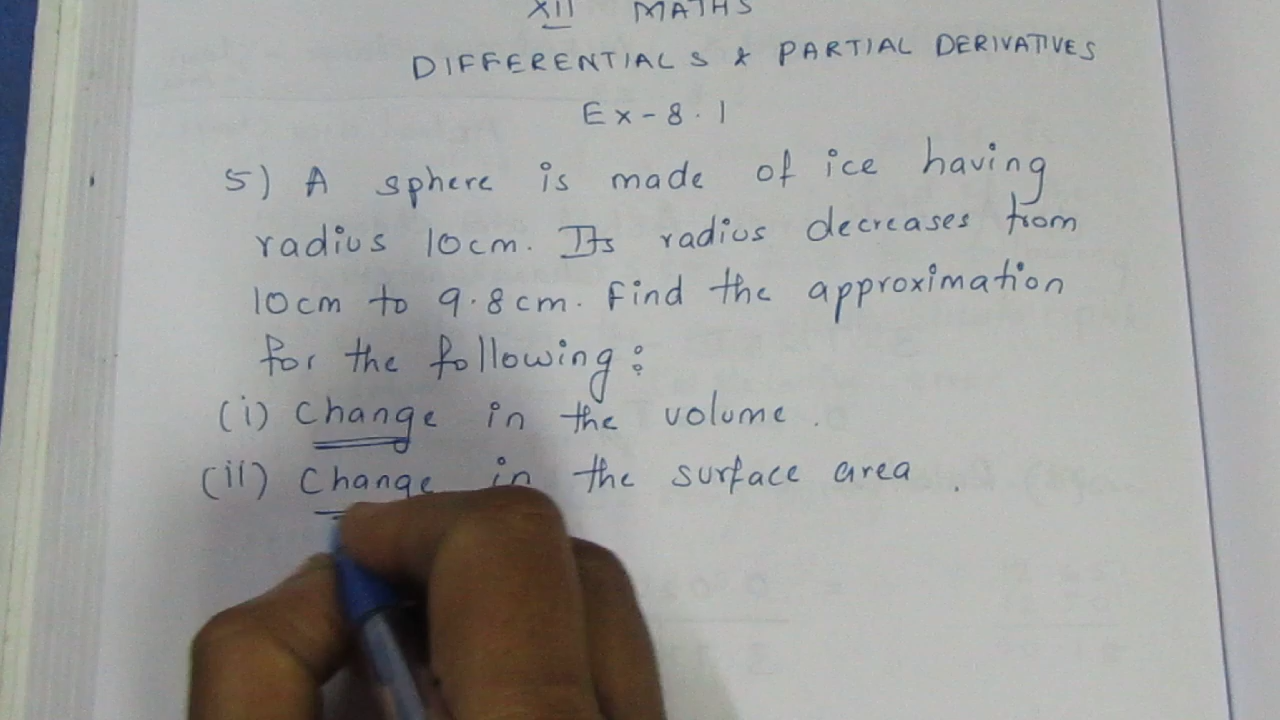 XII MATHS
DIFFERENTIALS & PARTIAL DERIVATIVES
Ex-8.1
5) A sphere is made of ice having
radius 10cm. Its radius decreases from
10cm to 9.8cm. Find the approximation
for the following:
(i) Change in the volume.
(ii) Change in the surface area.